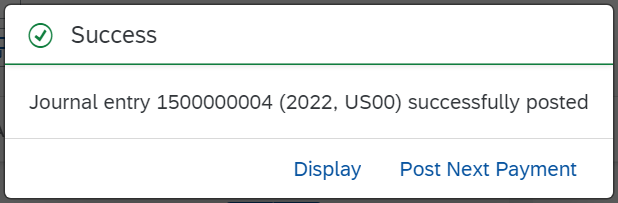 Success
Journal entry 1500000004 (2022, US00) successfully posted
Display Post Next Payment